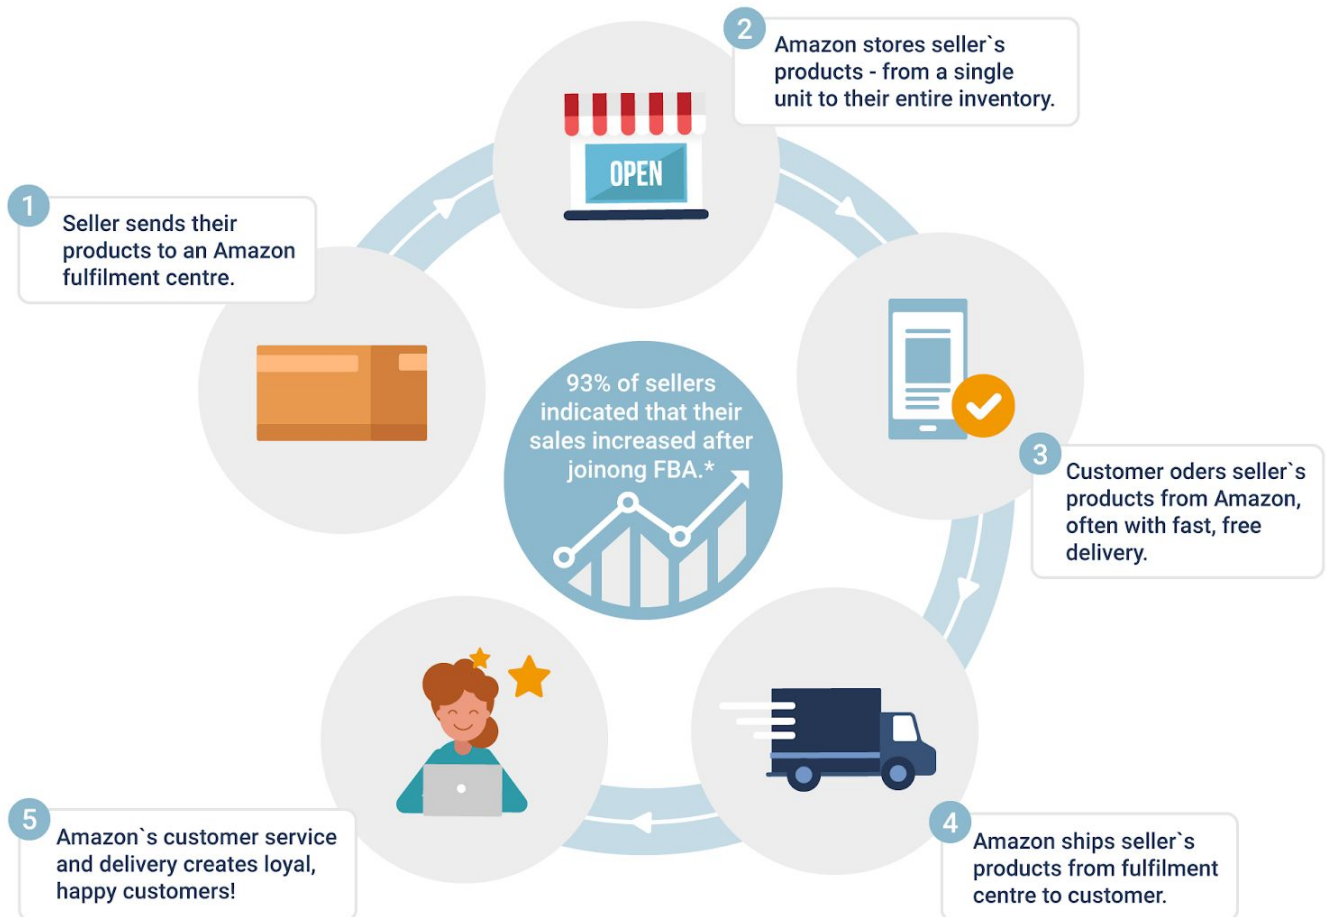 1
Seller sends their
products to an Amazon
fulfilment centre.
2
Amazon stores seller`s
products - from a single
unit to their entire inventory.
OPEN
3
Customer oders seller`s
products from Amazon,
often with fast, free
delivery.
93% of sellers
indicated that their
sales increased after
joinong FBA.*
4
Amazon ships seller`s
products from fulfilment
centre to customer.
5
Amazon`s customer service
and delivery creates loyal,
happy customers!